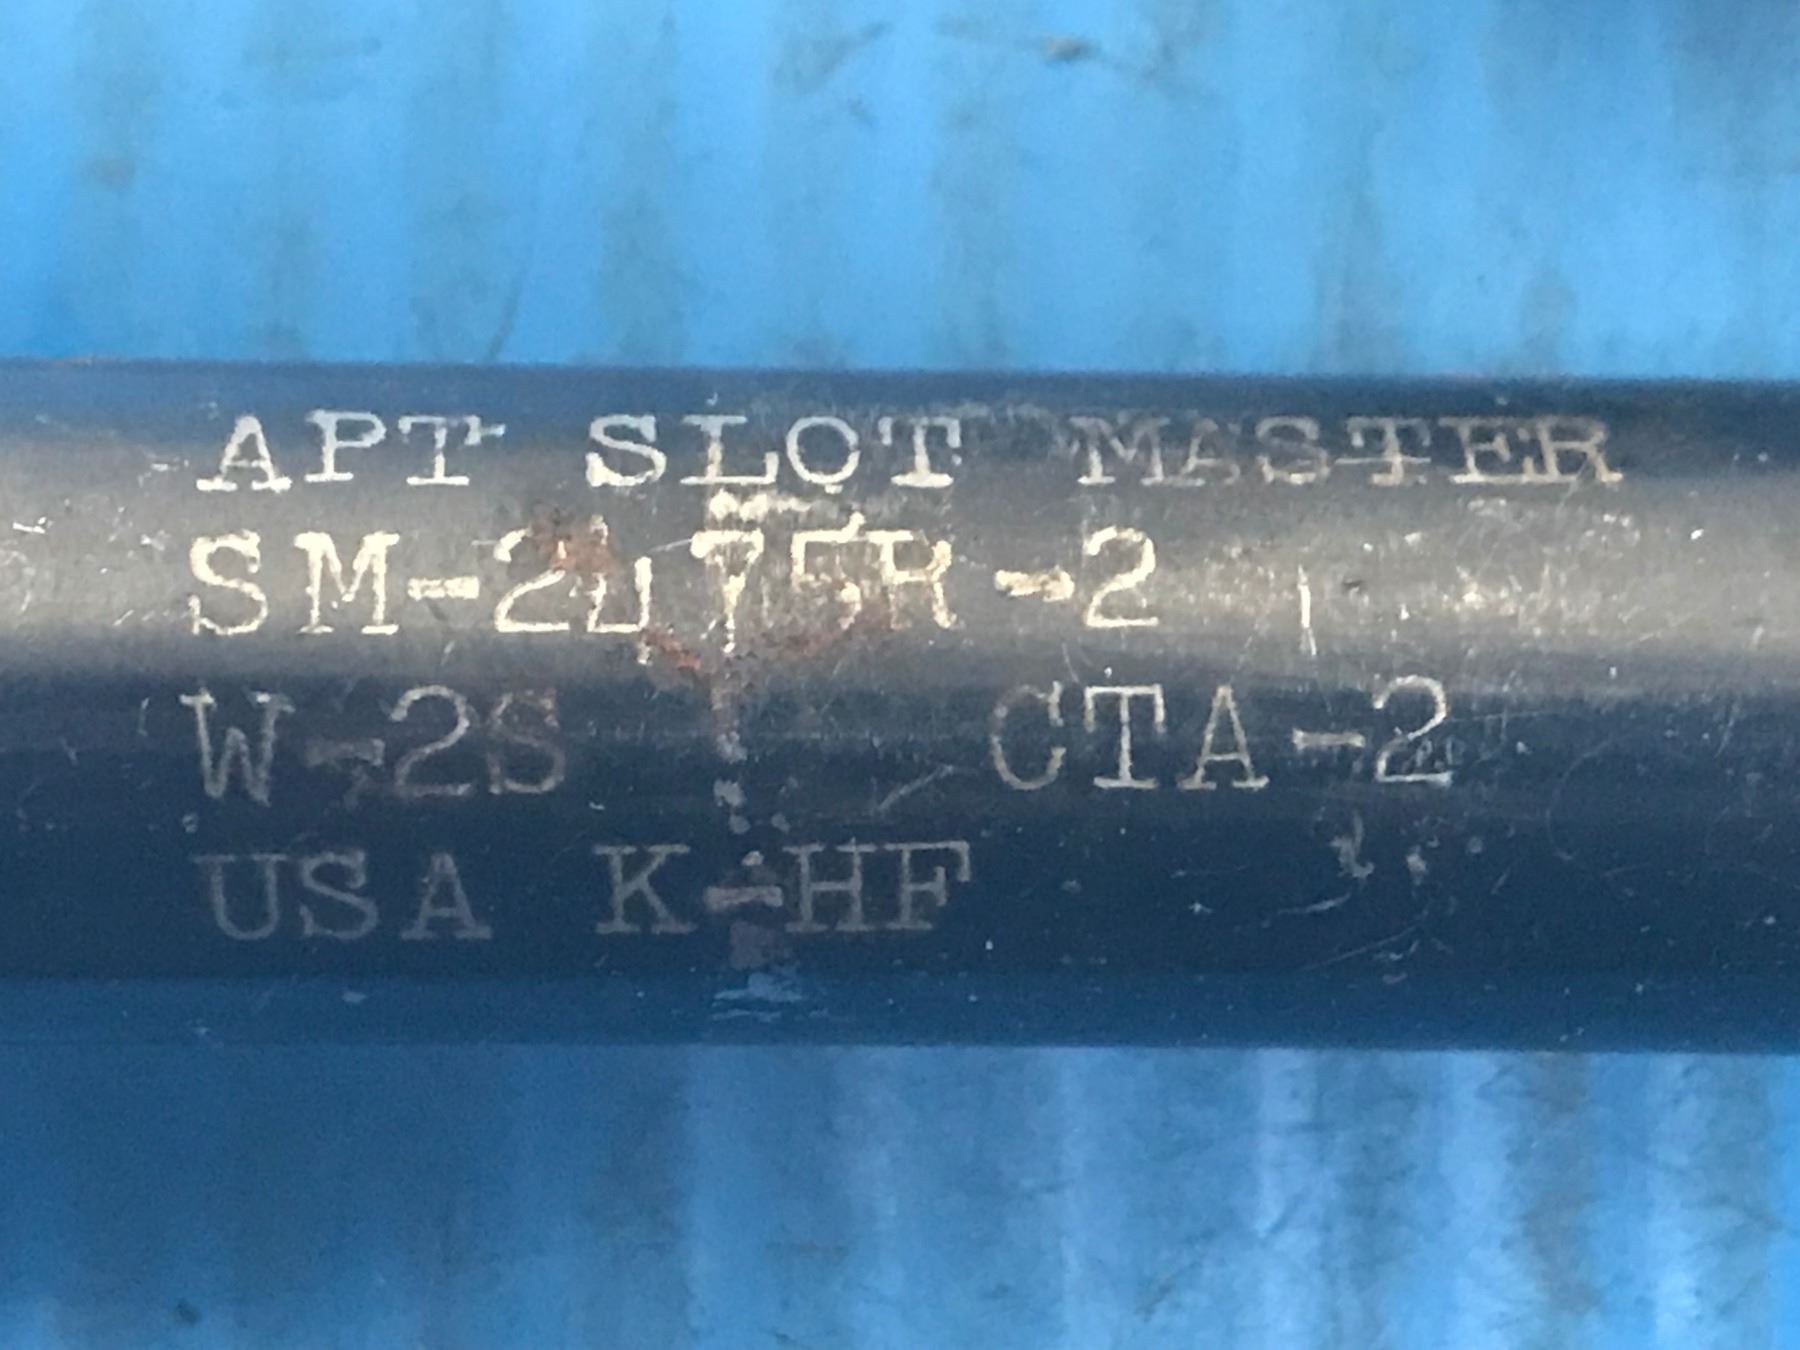 APT SLOT MASTER
W-2S CTA-2
USA K-HF